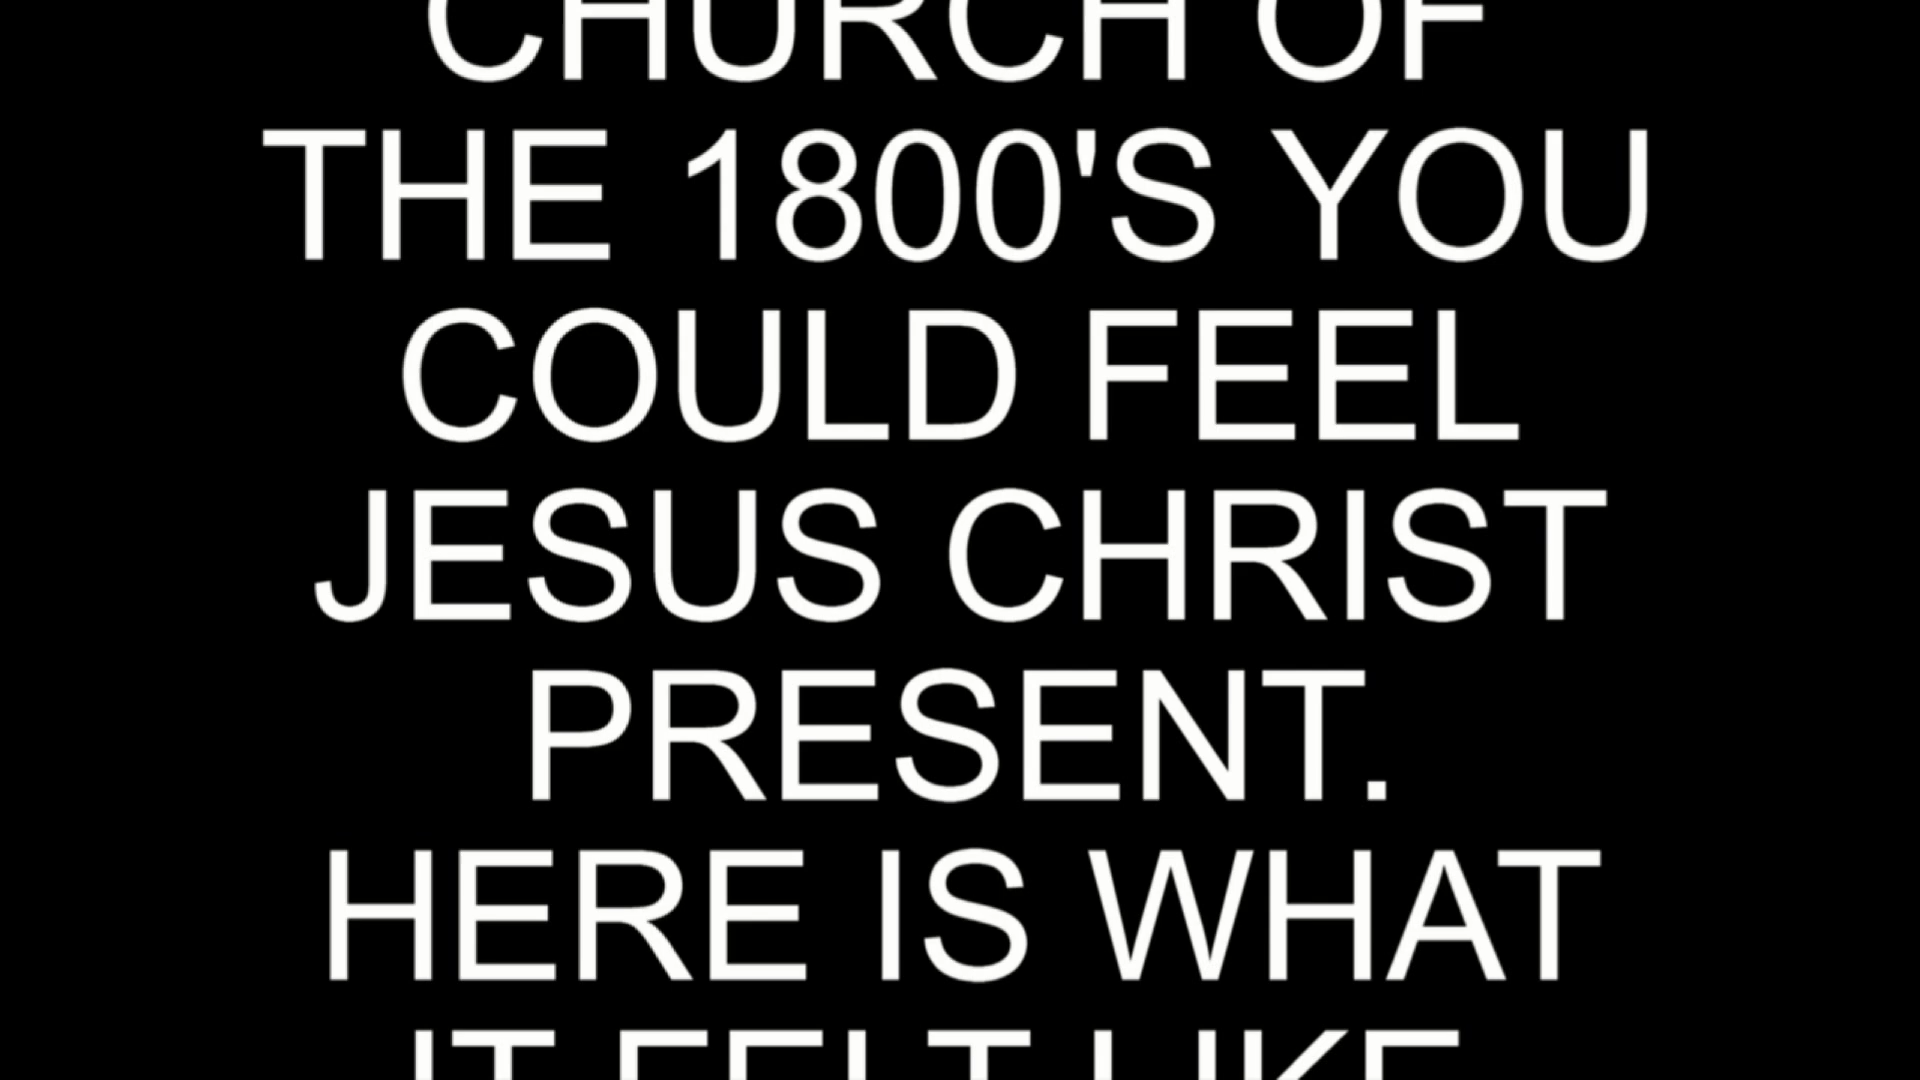 CHURCH OF
THE 1800'S YOU
COULD FEEL
JESUS CHRIST
PRESENT.
HERE IS WHAT
IT FELT LIKE